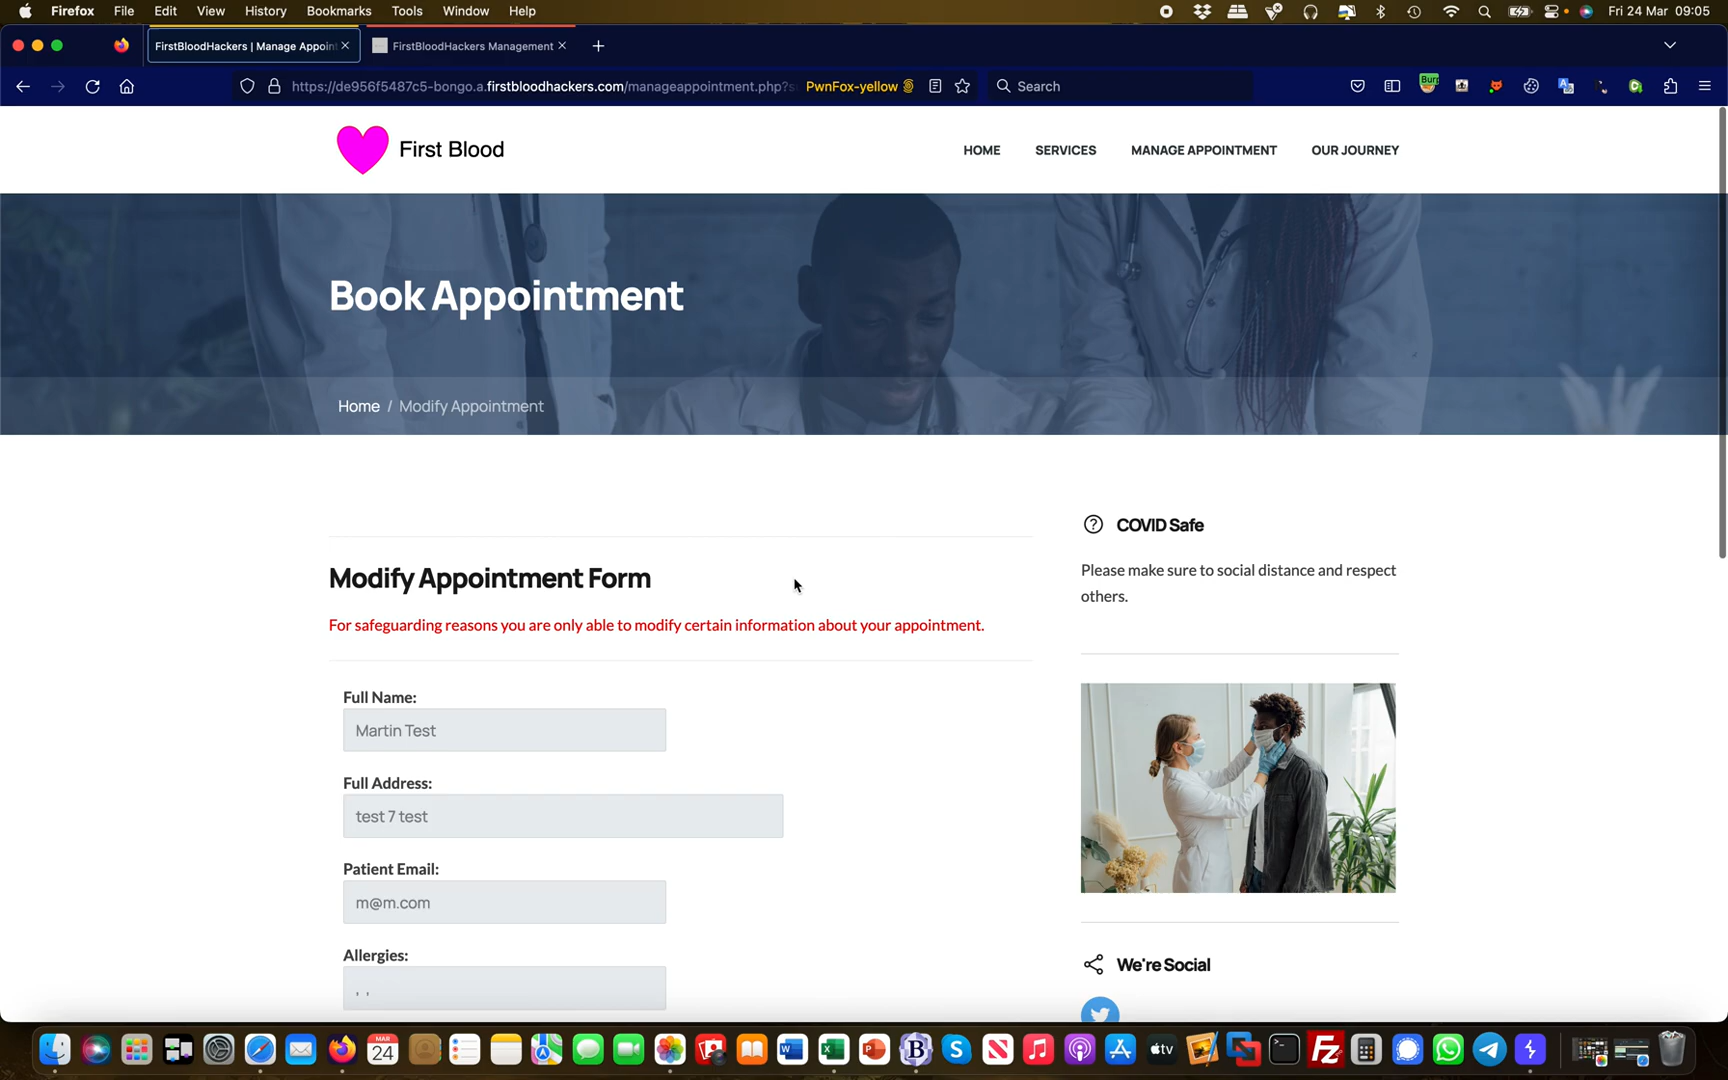 Firefox File Edit View History Bookmarks Tools Window Help Fri 24 Mar 09:05
FirstBloodHackers | Manage Appoin FirstBloodHackers Management
https://de956f5487c5-bongo.a.firstbloodhackers.com/manageappointment.php?s PwnFox-yellow Search Burp
First Blood HOME SERVICES MANAGE APPOINTMENT OUR JOURNEY
Book Appointment
Home / Modify Appointment
Modify Appointment Form
For safeguarding reasons you are only able to modify certain information about your appointment.
Full Name:
Martin Test
Full Address:
test 7 test
Patient Email:
m@m.com
Allergies:
, ,
COVID Safe
Please make sure to social distance and respect
others.
We're Social
MAR
24
tv